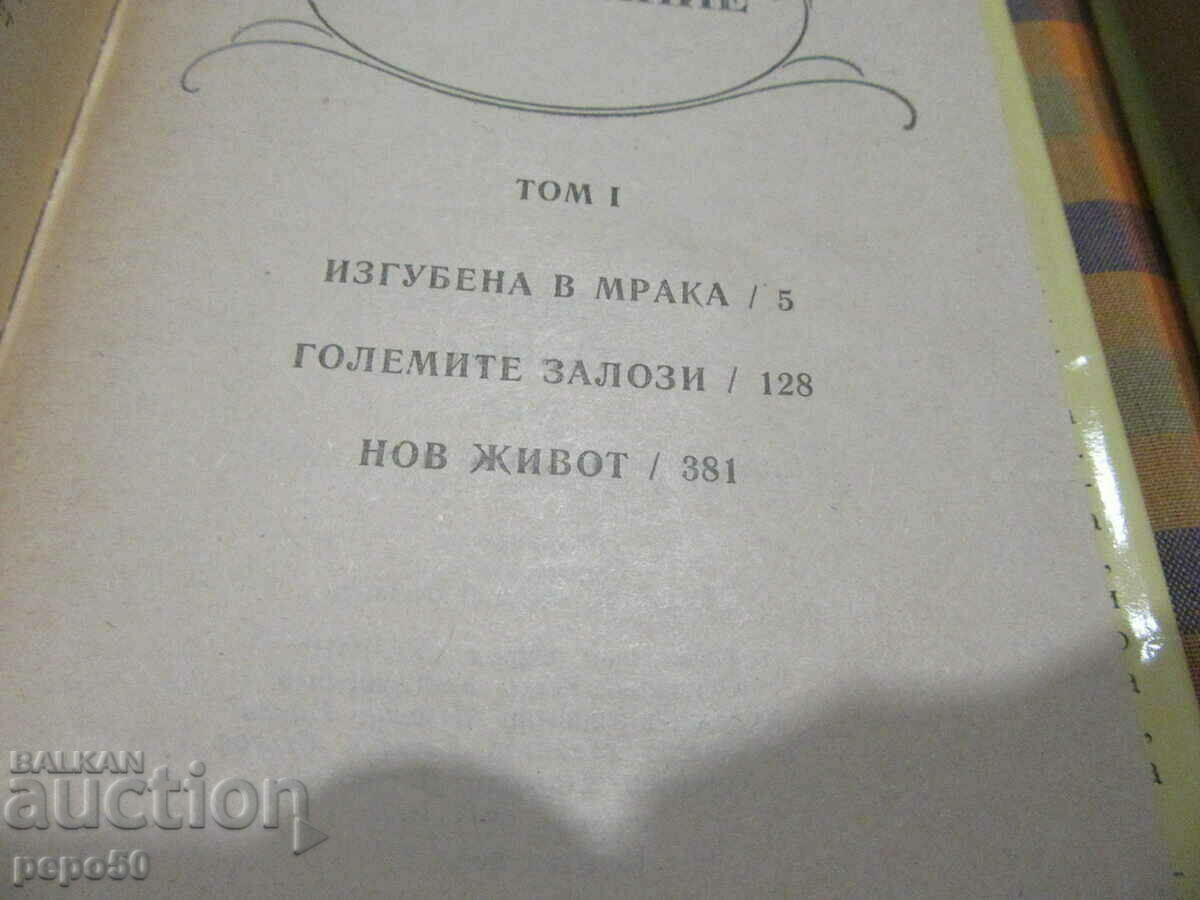 ТОМ I
ИЗГУБЕНА В МРАКА / 5
ГОЛЕМИТЕ ЗАЛОЗИ / 128
НОВ ЖИВОТ / 381
BALKAN
auction
pepo50